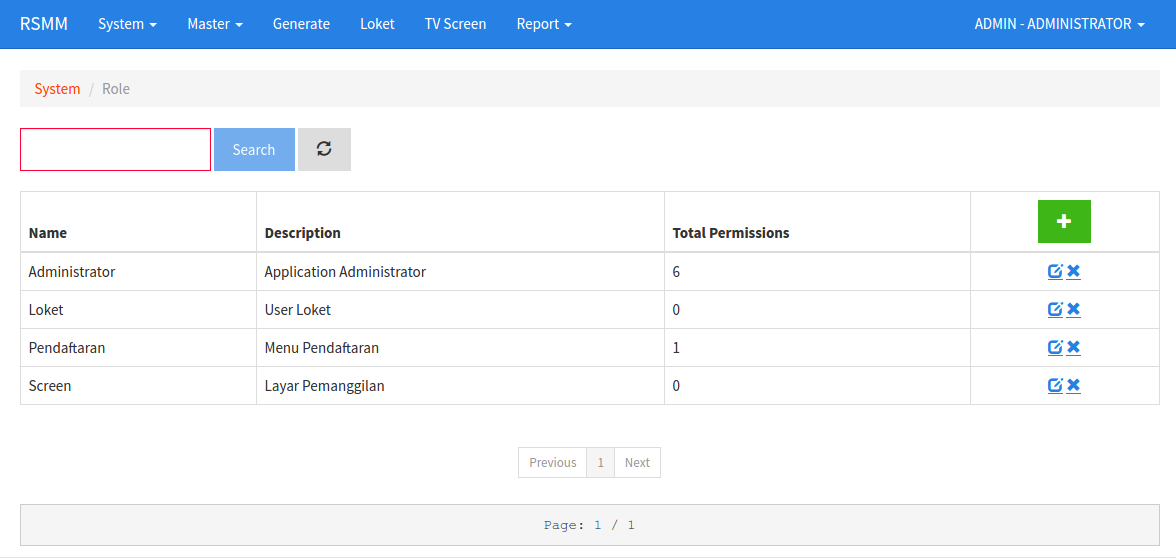 RSMM System Master Generate Loket TV Screen Report ADMIN - ADMINISTRATOR
System / Role
Search
Name Description Total Permissions
Administrator Application Administrator 6
Loket User Loket 0
Pendaftaran Menu Pendaftaran 1
Screen Layar Pemanggilan 0
Previous 1 Next
Page: 1 / 1